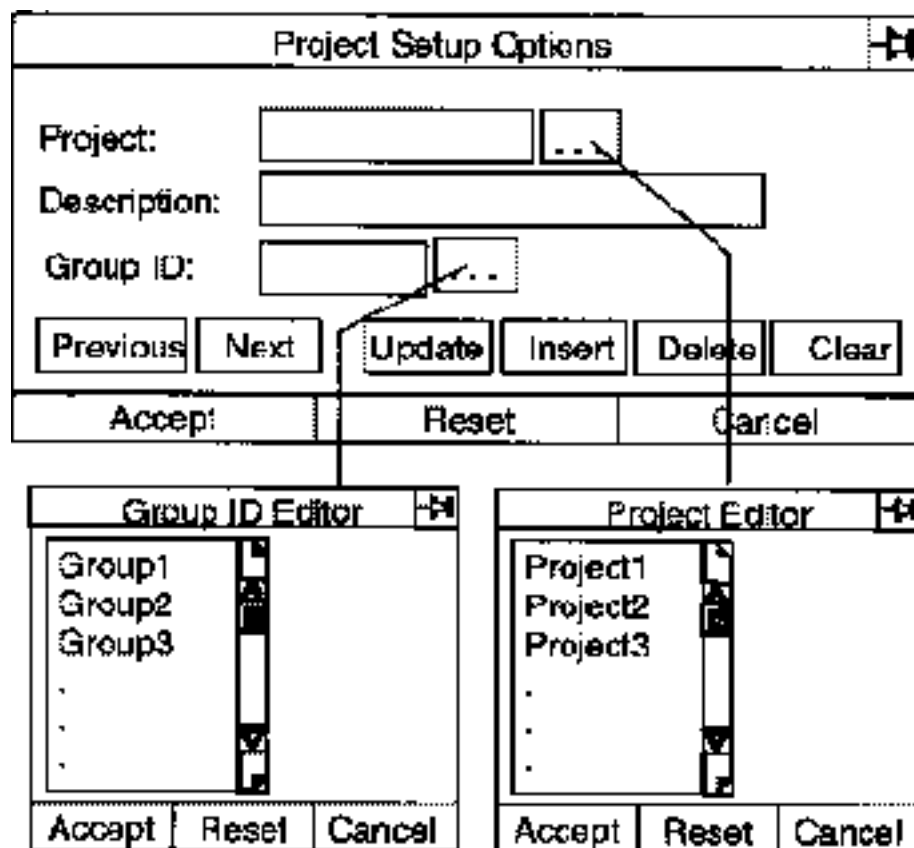 Project Setup Options
Project:
...
Description:
Group ID:
...
Previous Next Update Insert Delete Clear
Accept Reset Cancel
Group ID Editor
Group1
Group2
Group3
.
.
.
Accept Reset Cancel
Project Editor
Project1
Project2
Project3
.
.
.
Accept Reset Cancel